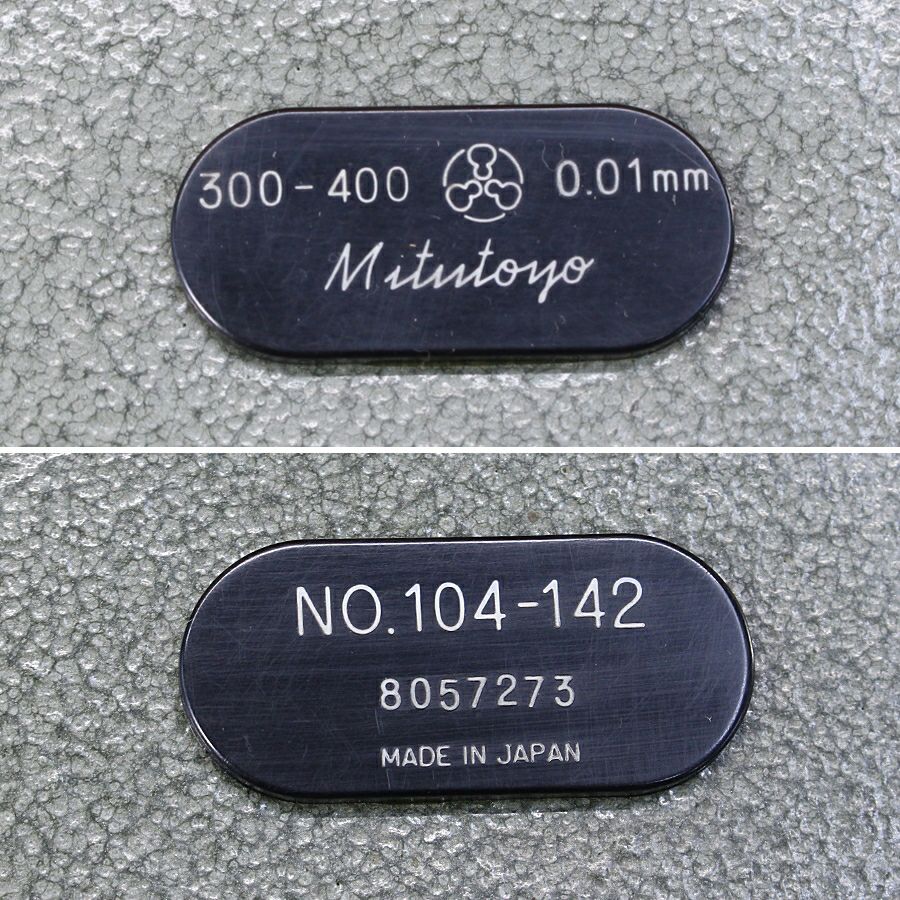 300-400 0.01mm
Mitutoyo
NO.104-142
8057273
MADE IN JAPAN